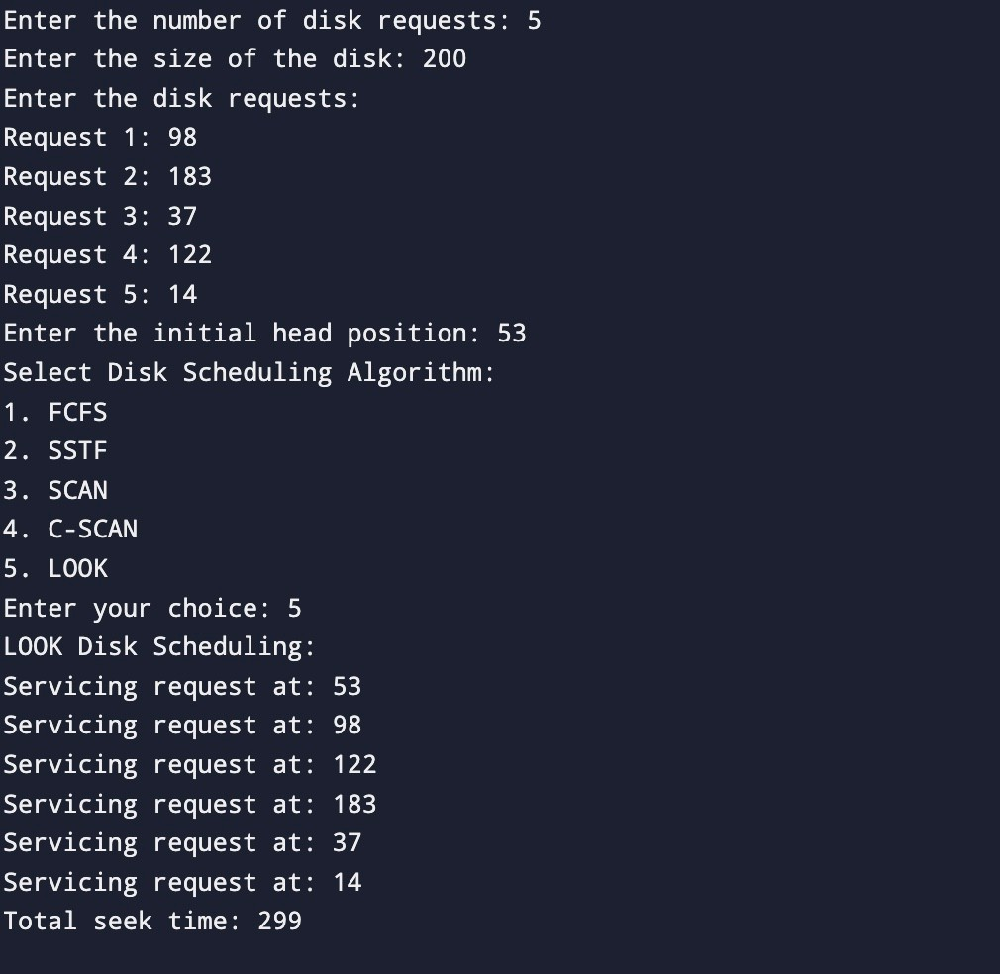 Enter the number of disk requests: 5
Enter the size of the disk: 200
Enter the disk requests:
Request 1: 98
Request 2: 183
Request 3: 37
Request 4: 122
Request 5: 14
Enter the initial head position: 53
Select Disk Scheduling Algorithm:
1. FCFS
2. SSTF
3. SCAN
4. C-SCAN
5. LOOK
Enter your choice: 5
LOOK Disk Scheduling:
Servicing request at: 53
Servicing request at: 98
Servicing request at: 122
Servicing request at: 183
Servicing request at: 37
Servicing request at: 14
Total seek time: 299